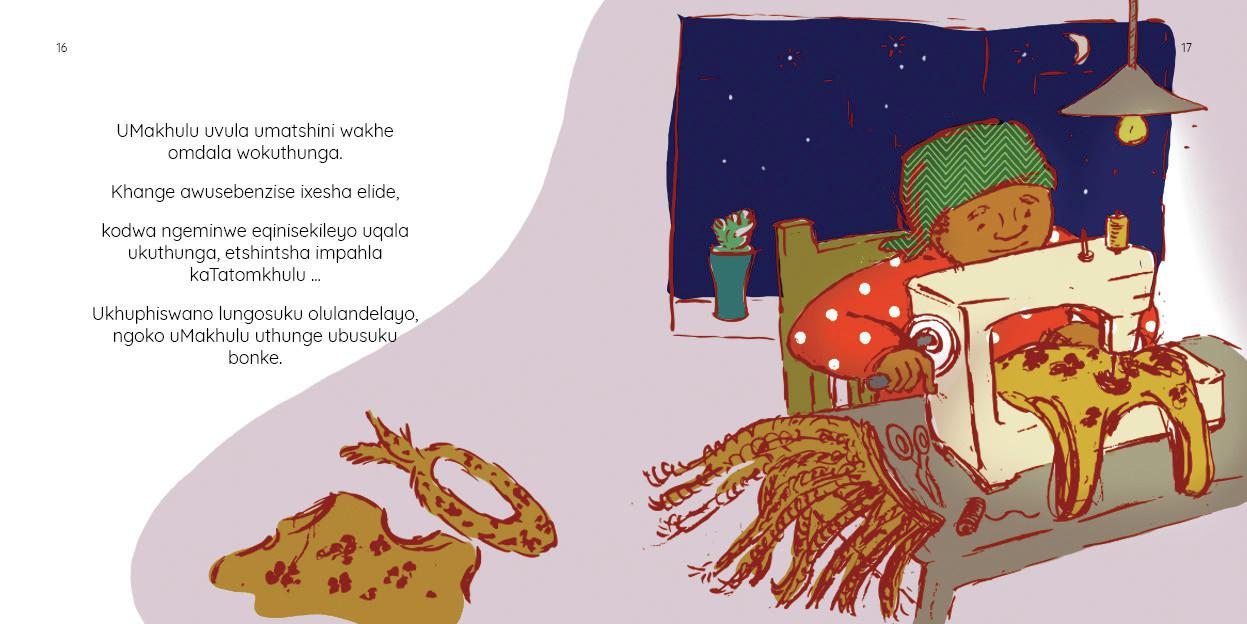 16
UMakhulu uvula umatshini wakhe
omdala wokuthunga.
Khange awusebenzise ixesha elide,
kodwa ngeminwe eqinisekileyo uqala
ukuthunga, etshintsha impahla
kaTatomkhulu ...
Ukhuphiswano lungosuku olulandelayo,
ngoko uMakhulu uthunge ubusuku
bonke.
17